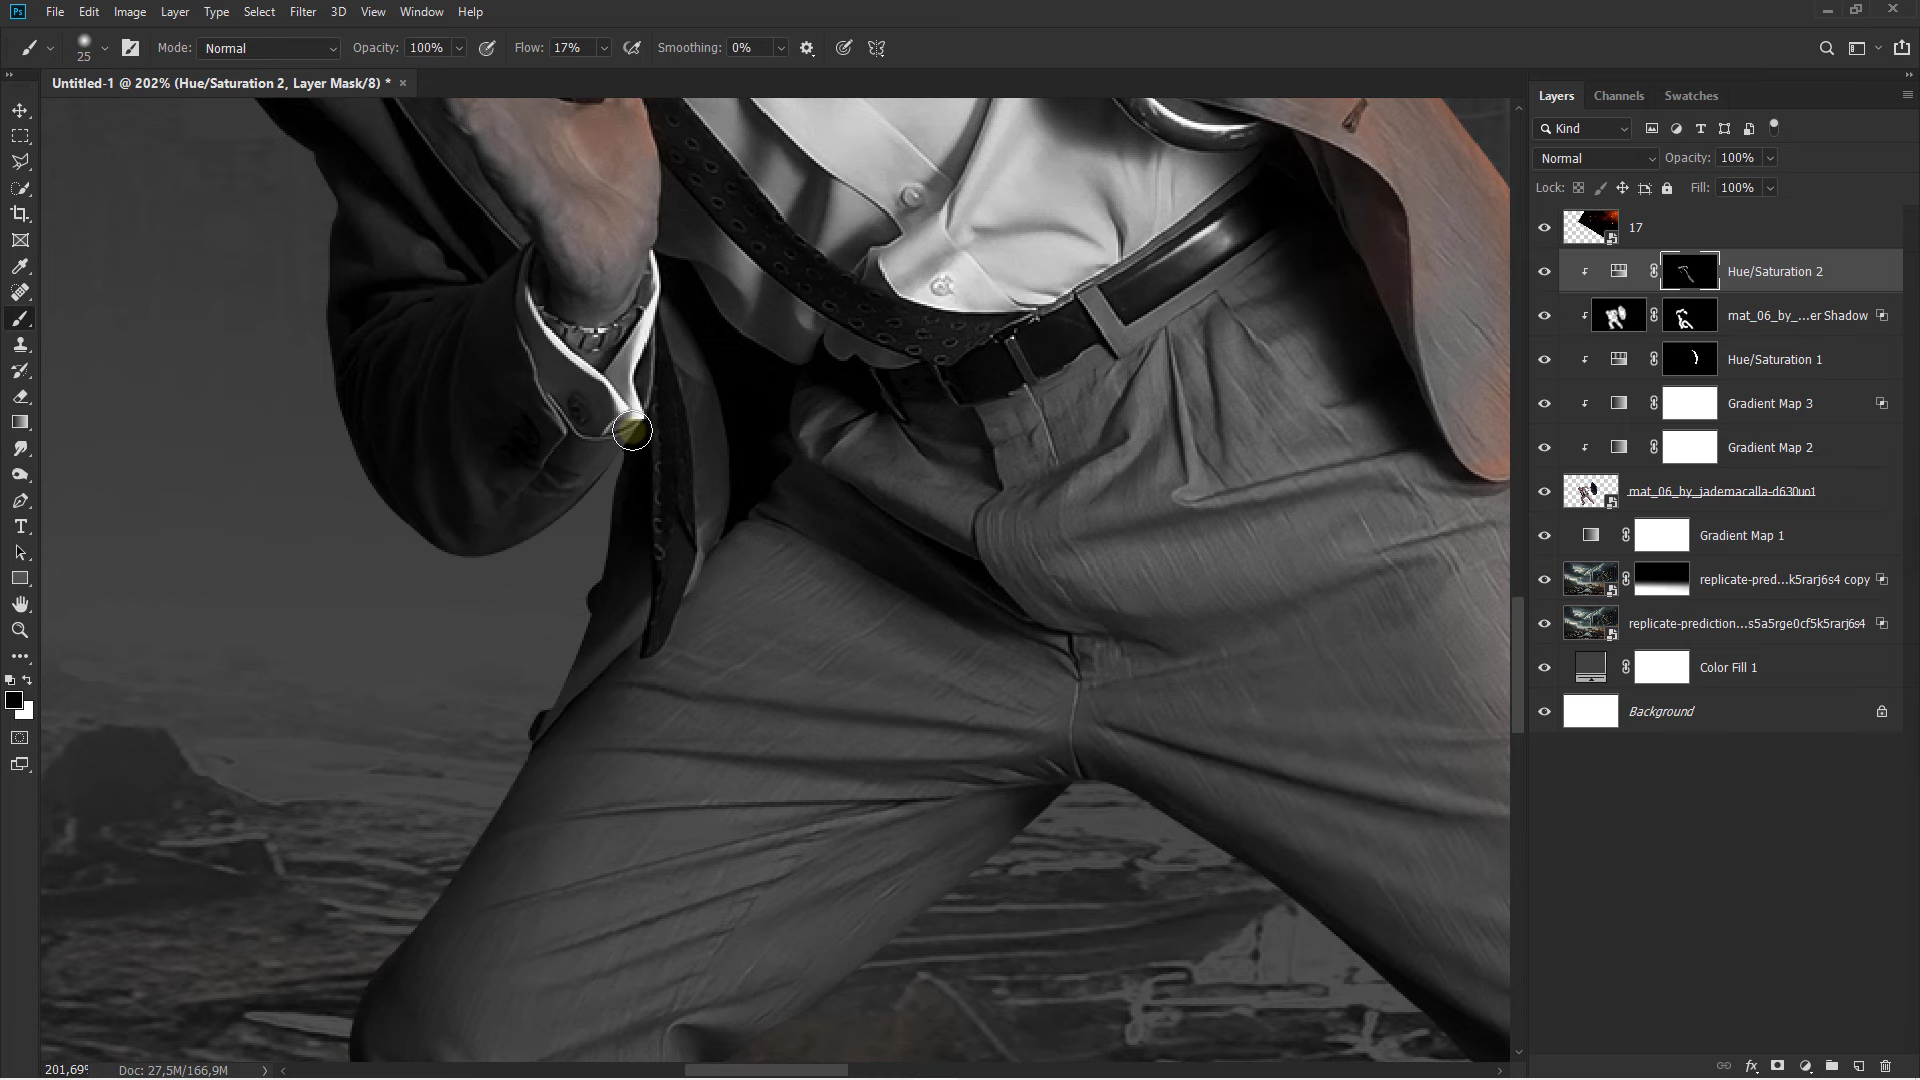 Ps File Edit Image Layer Type Select Filter 3D View Window Help
25 Mode: Normal Opacity: 100% Flow: 17% Smoothing: 0%
Untitled-1 @ 202% (Hue/Saturation 2, Layer Mask/8) * ×
Layers Channels Swatches
Kind
Normal Opacity: 100%
Lock: Fill: 100%
17
Hue/Saturation 2
mat_06_by_...er Shadow
Hue/Saturation 1
Gradient Map 3
Gradient Map 2
mat_06_by_jademacalla-d630uo1
Gradient Map 1
replicate-pred...k5rarj6s4 copy
replicate-prediction...s5a5rge0cf5k5rarj6s4
Color Fill 1
Background
201,69% Doc: 27,5M/166,9M